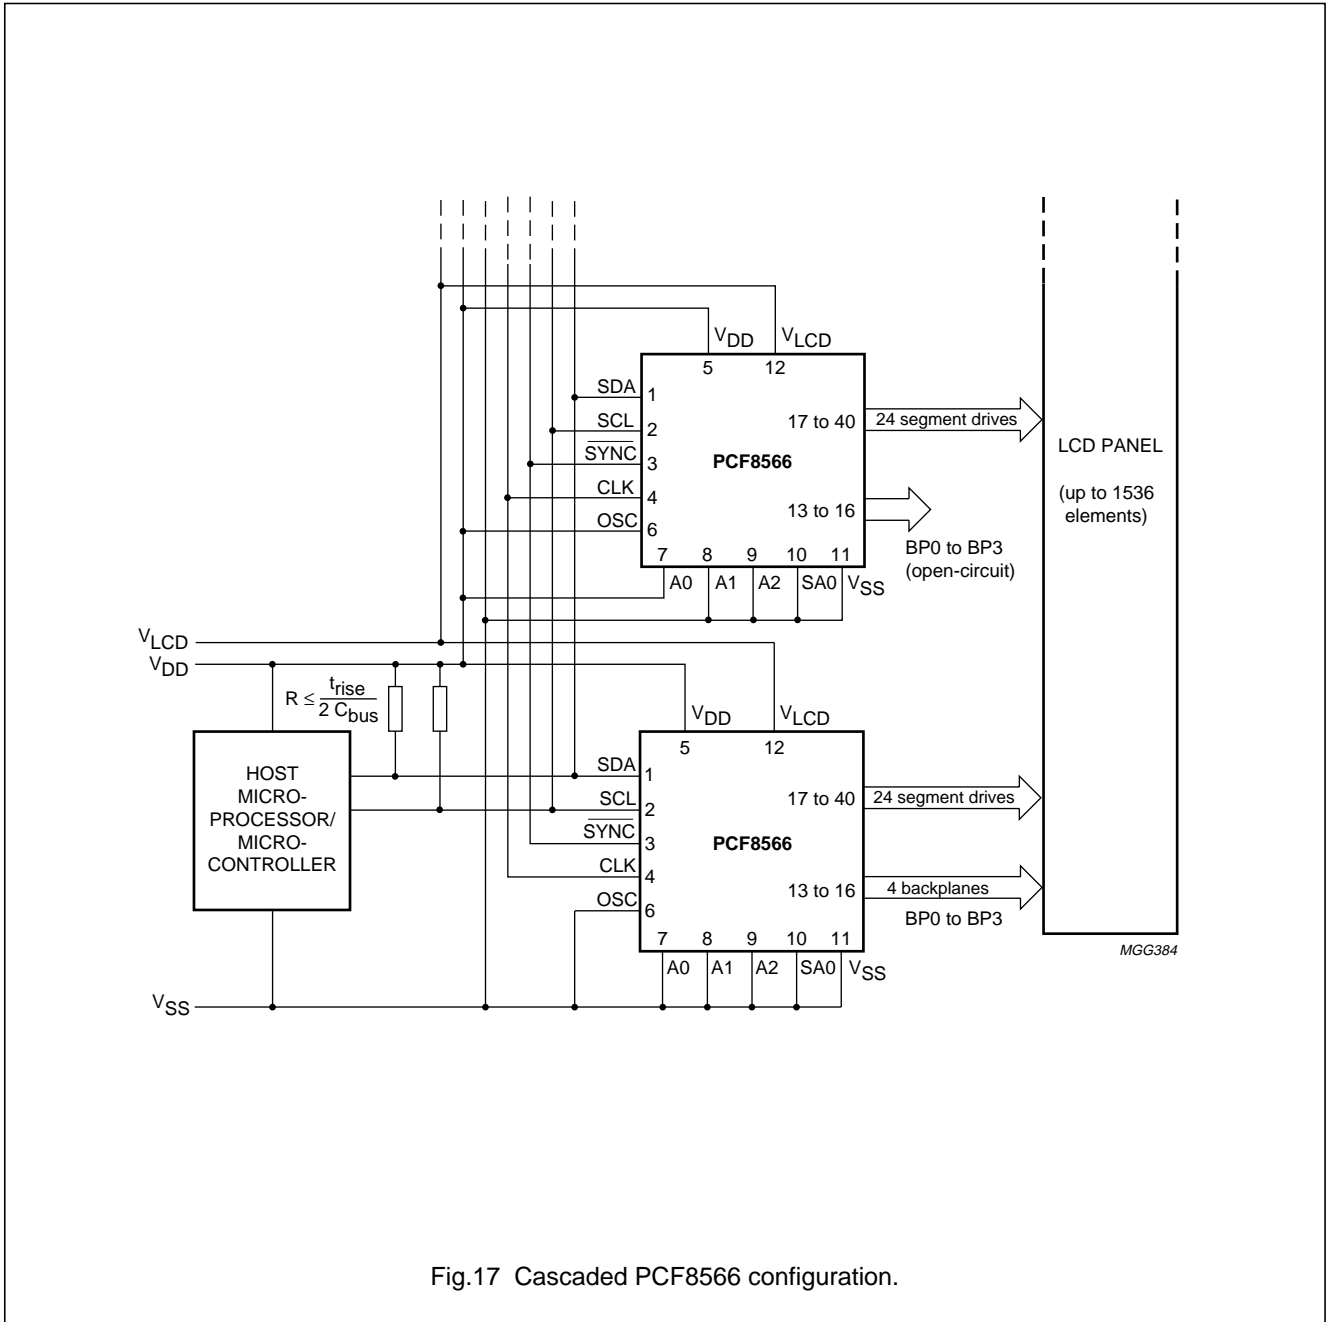 VDD
VLCD
5
12
SDA
1
SCL
2
17 to 40
24 segment drives
SYNC
3
PCF8566
CLK
4
13 to 16
OSC
6
BP0 to BP3
(open-circuit)
7
8
9
10
11
A0
A1
A2
SA0
VSS
LCD PANEL
(up to 1536
elements)
VLCD
VDD
R ≤ trise
2 Cbus
HOST
MICRO-
PROCESSOR/
MICRO-
CONTROLLER
VDD
VLCD
5
12
SDA
1
SCL
2
17 to 40
24 segment drives
SYNC
3
PCF8566
CLK
4
13 to 16
4 backplanes
OSC
6
BP0 to BP3
7
8
9
10
11
A0
A1
A2
SA0
VSS
MGG384
VSS
Fig.17 Cascaded PCF8566 configuration.